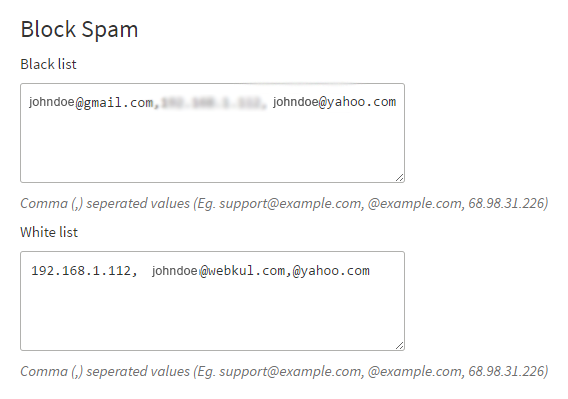 Block Spam
Black list
johndoe@gmail.com, johndoe@yahoo.com
Comma (,) seperated values (Eg. support@example.com, @example.com, 68.98.31.226)
White list
192.168.1.112, johndoe@webkul.com,@yahoo.com
Comma (,) seperated values (Eg. support@example.com, @example.com, 68.98.31.226)